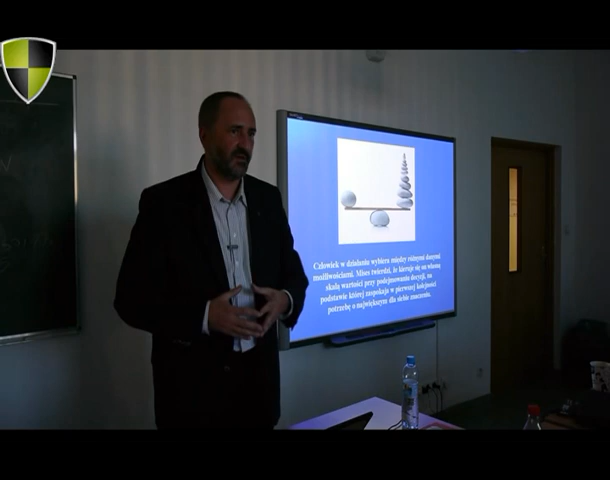 Człowiek w działaniu wybiera między różnymi danymi
możliwościami. Mises twierdzi, że kieruje się on własną
skalą wartości przy podejmowaniu decyzji, na
podstawie której zaspokaja w pierwszej kolejności
potrzebę o największym dla siebie znaczeniu.